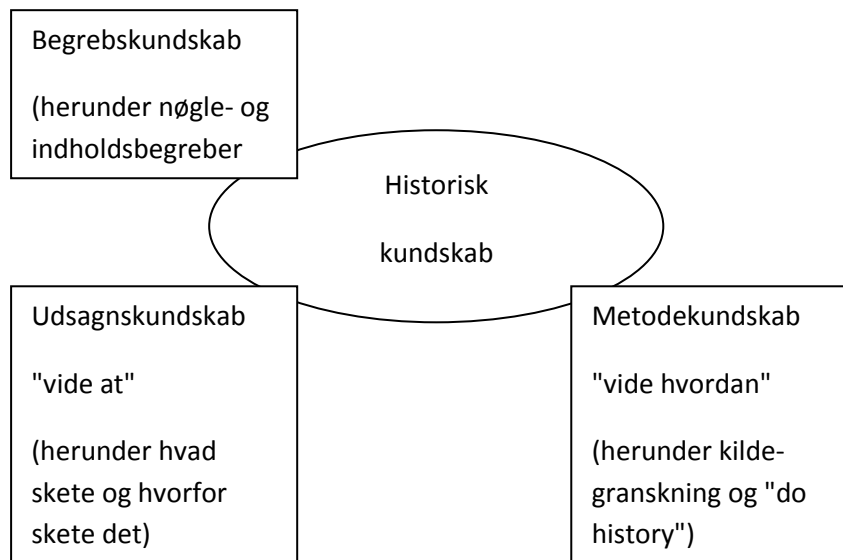 Begrebskundskab
(herunder nøgle- og
indholdsbegreber
Historisk
kundskab
Udsagnskundskab
"vide at"
(herunder hvad
skete og hvorfor
skete det)
Metodekundskab
"vide hvordan"
(herunder kilde-
granskning og "do
history")